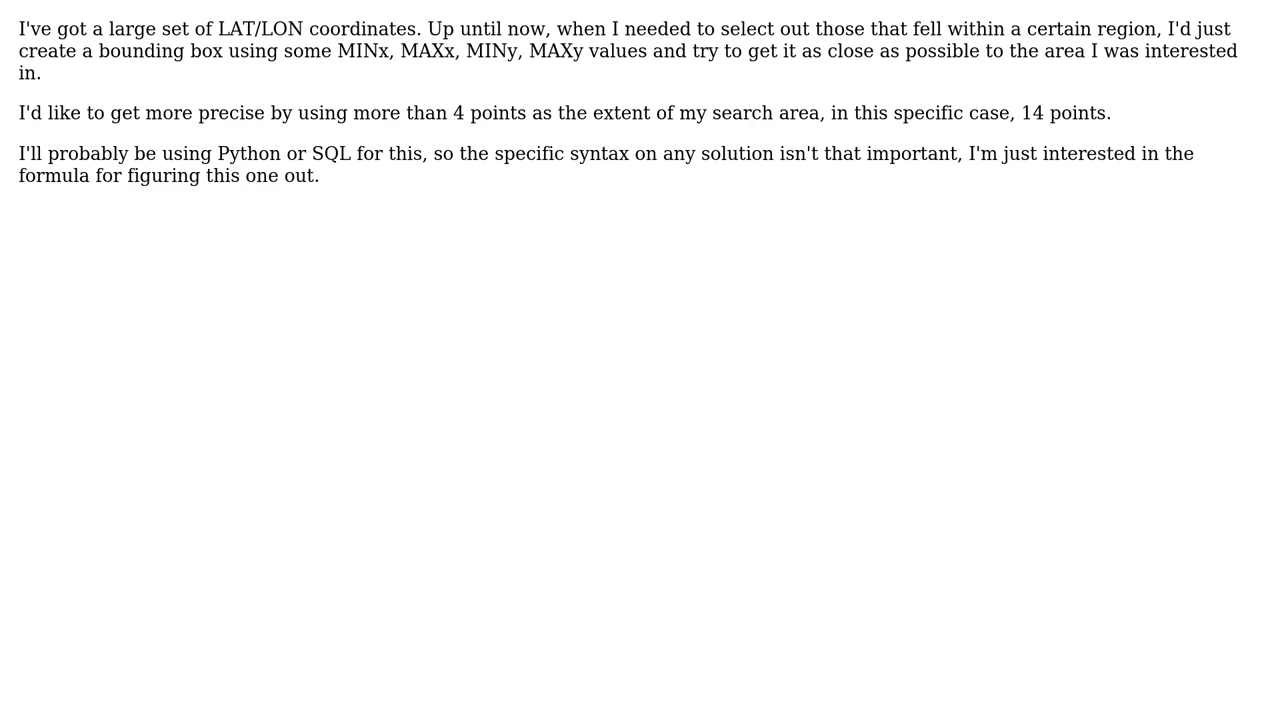 I've got a large set of LAT/LON coordinates. Up until now, when I needed to select out those that fell within a certain region, I'd just
create a bounding box using some MINx, MAXx, MINy, MAXy values and try to get it as close as possible to the area I was interested
in.
I'd like to get more precise by using more than 4 points as the extent of my search area, in this specific case, 14 points.
I'll probably be using Python or SQL for this, so the specific syntax on any solution isn't that important, I'm just interested in the
formula for figuring this one out.